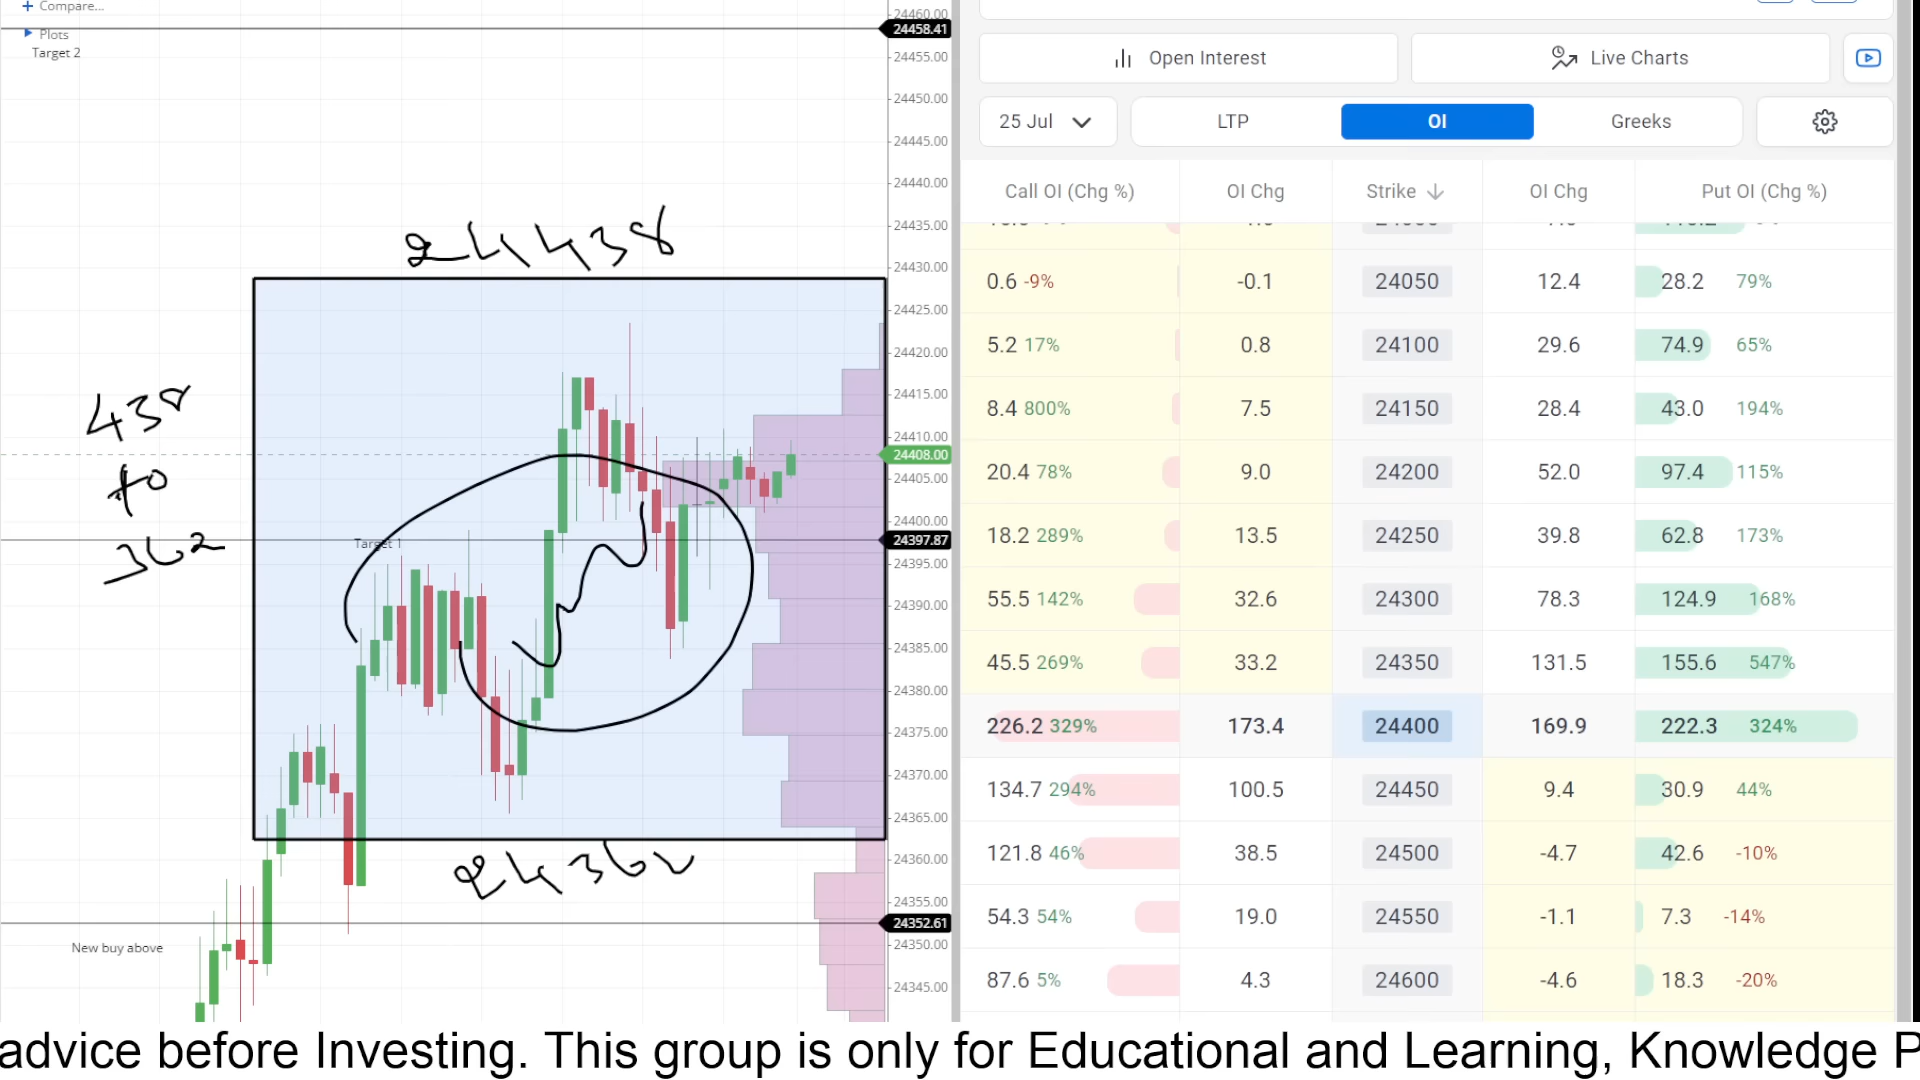 Compare...
Plots
Target 2
24460.00
24458.41
24455.00
24450.00
24445.00
24440.00
24435.00
24430.00
24425.00
24420.00
24415.00
24410.00
24408.00
24405.00
24400.00
24397.87
24395.00
24390.00
24385.00
24380.00
24375.00
24370.00
24365.00
24360.00
24355.00
24352.61
24350.00
24345.00
24438
438
to
362
Target 1
24362
New buy above
Open Interest Live Charts
25 Jul LTP OI Greeks
Call OI (Chg %) OI Chg Strike OI Chg Put OI (Chg %)
0.6 -9% -0.1 24050 12.4 28.2 79%
5.2 17% 0.8 24100 29.6 74.9 65%
8.4 800% 7.5 24150 28.4 43.0 194%
20.4 78% 9.0 24200 52.0 97.4 115%
18.2 289% 13.5 24250 39.8 62.8 173%
55.5 142% 32.6 24300 78.3 124.9 168%
45.5 269% 33.2 24350 131.5 155.6 547%
226.2 329% 173.4 24400 169.9 222.3 324%
134.7 294% 100.5 24450 9.4 30.9 44%
121.8 46% 38.5 24500 -4.7 42.6 -10%
54.3 54% 19.0 24550 -1.1 7.3 -14%
87.6 5% 4.3 24600 -4.6 18.3 -20%
advice before Investing. This group is only for Educational and Learning, Knowledge P